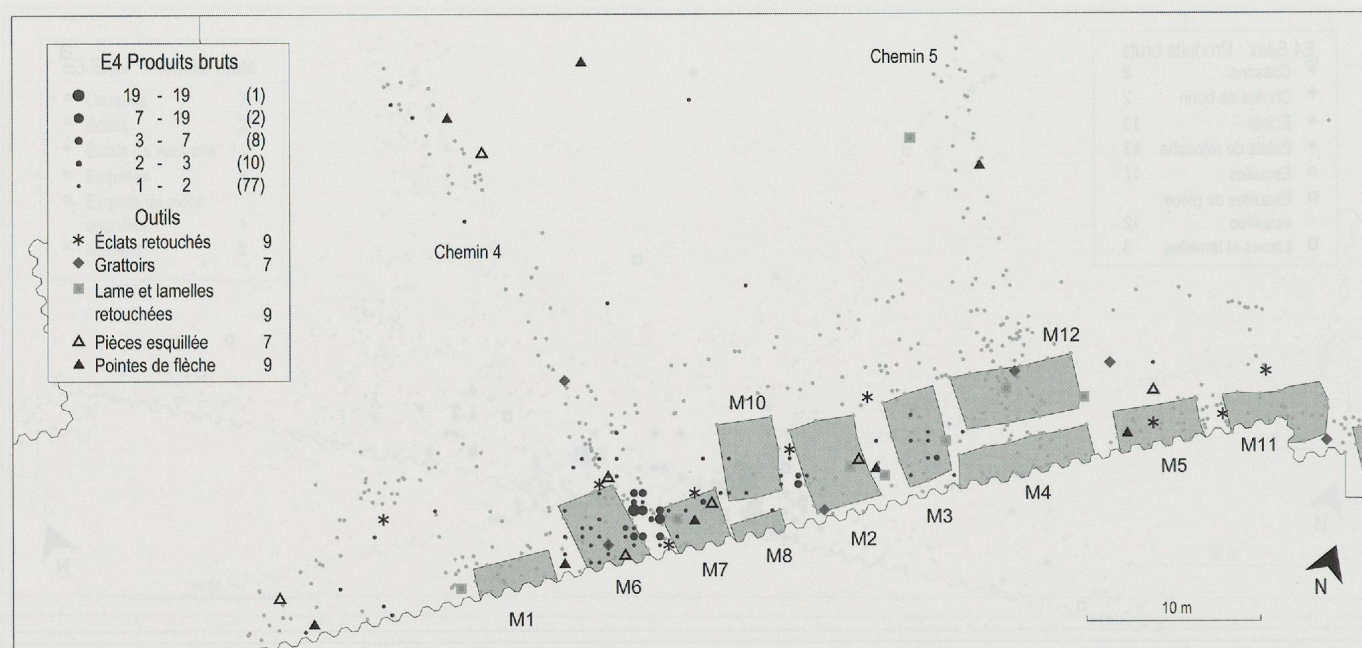 E4 Produits bruts
19 - 19 (1)
7 - 19 (2)
3 - 7 (8)
2 - 3 (10)
1 - 2 (77)
Outils
Éclats retouchés 9
Grattoirs 7
Lame et lamelles
retouchées 9
Pièces esquillée 7
Pointes de flèche 9
Chemin 5
Chemin 4
M12
M10
M11
M5
M4
M3
M2
M8
M7
M6
M1
N
10 m